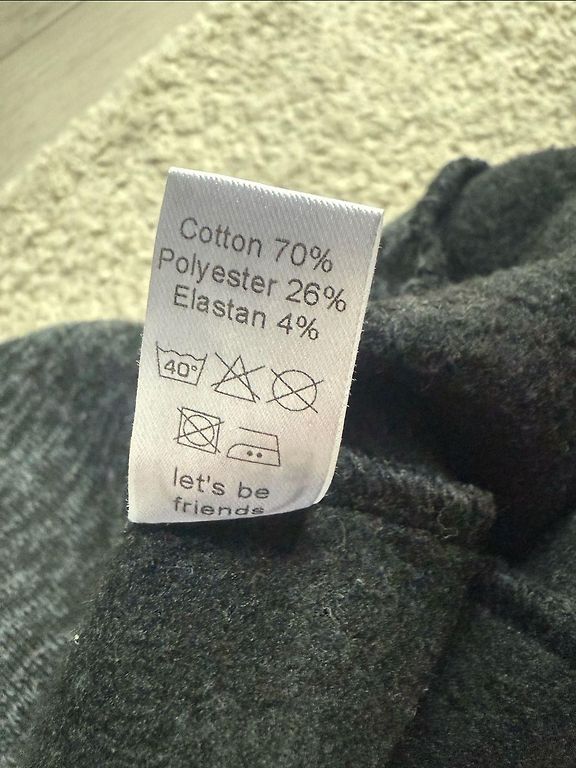 Cotton 70%
Polyester 26%
Elastan 4%
40°
let's be
friends